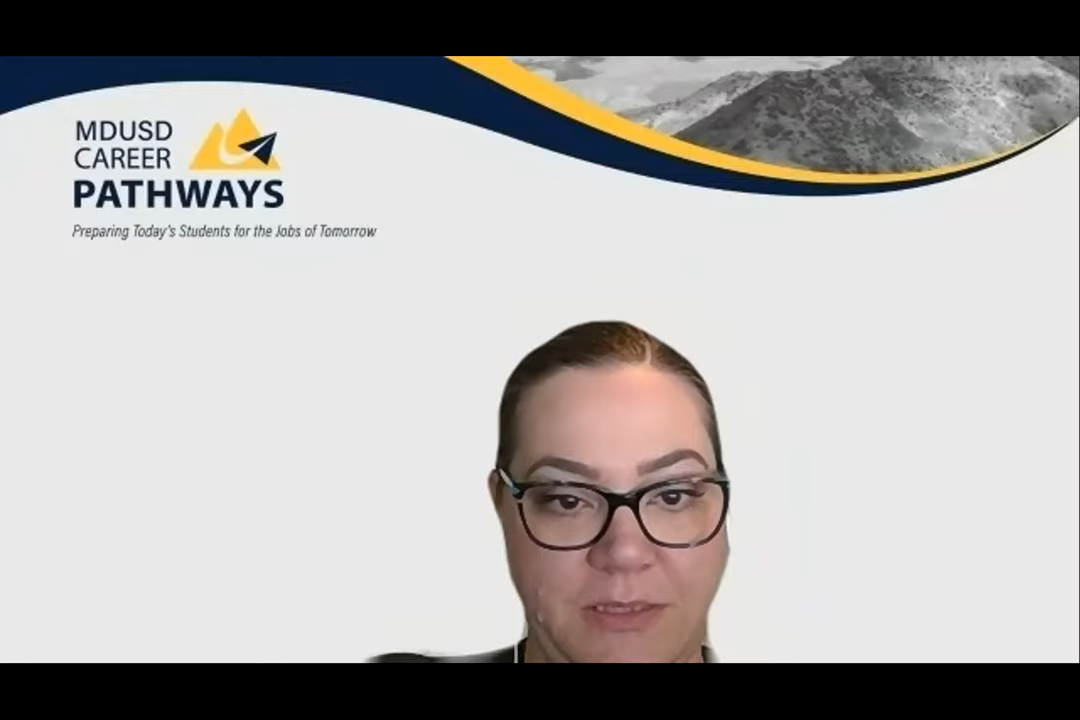 MDUSD
CAREER
PATHWAYS
Preparing Today's Students for the Jobs of Tomorrow